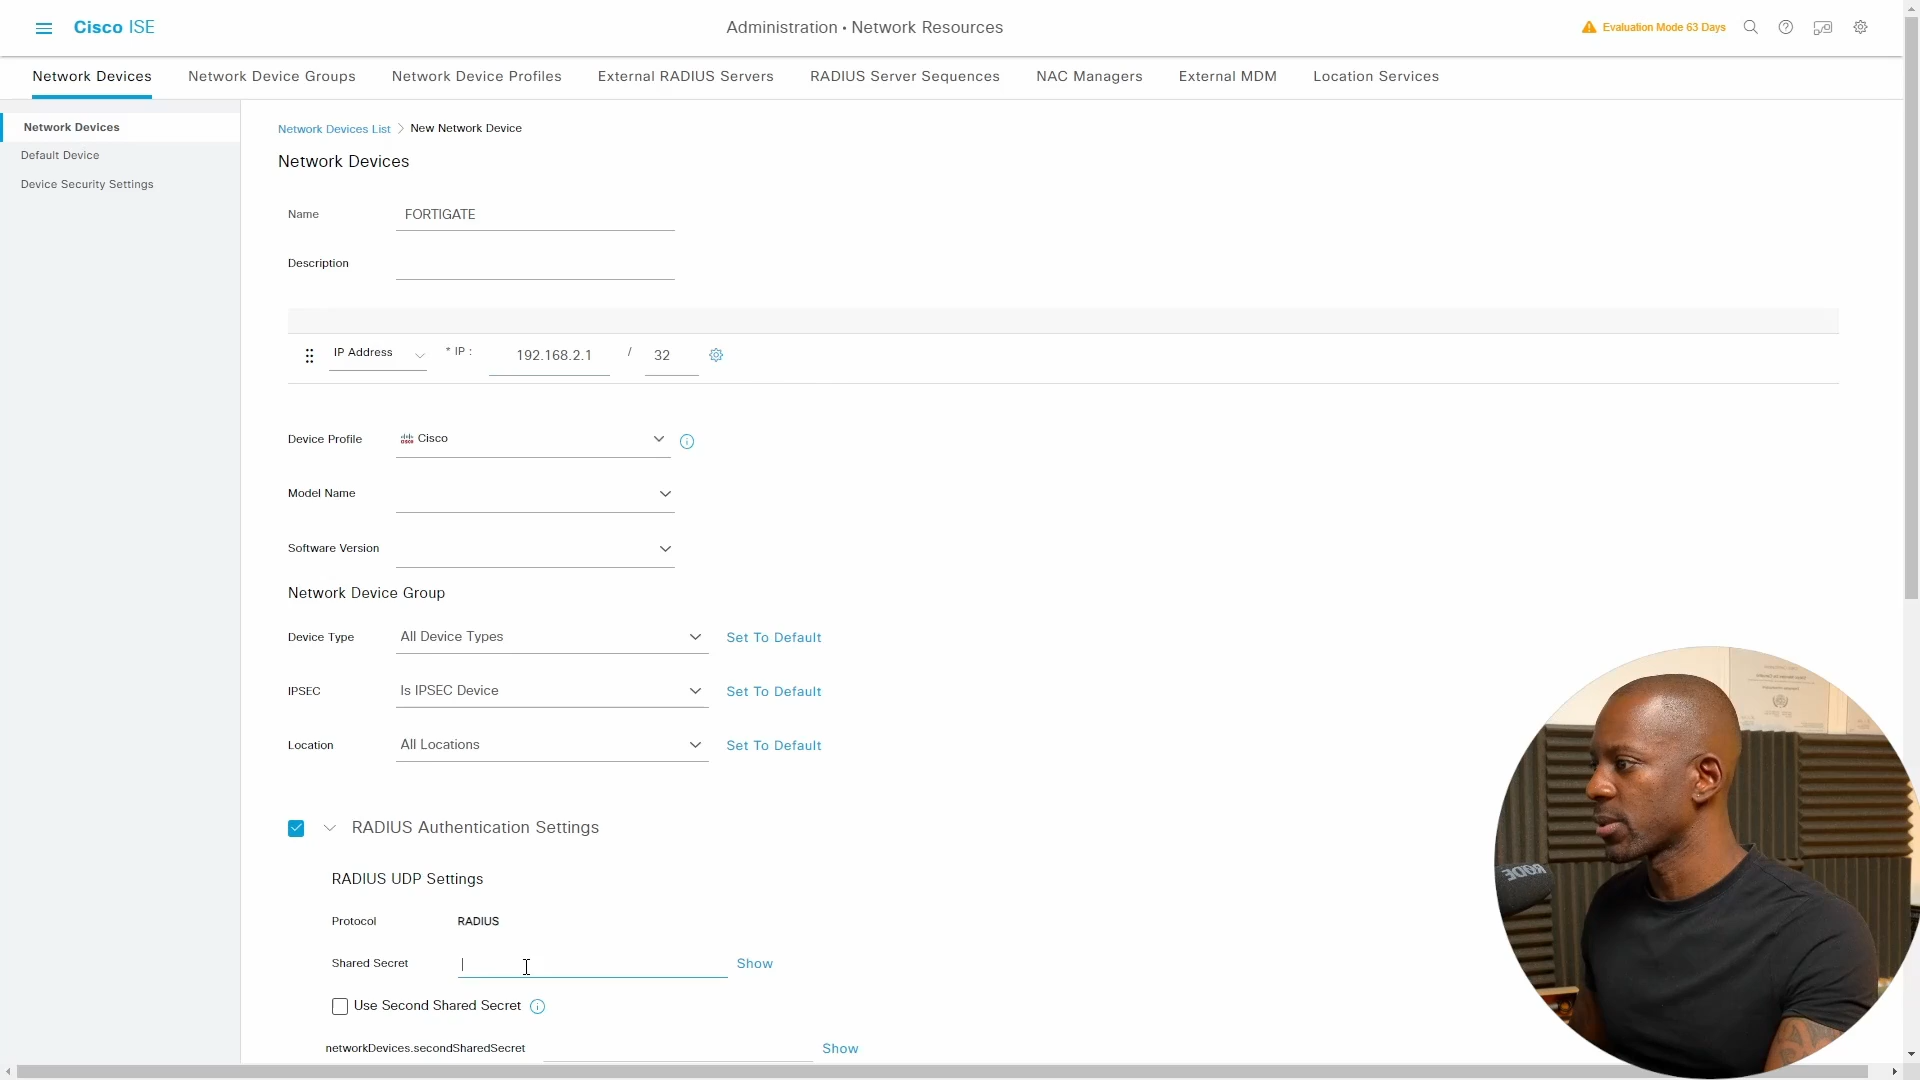 Cisco ISE
Administration • Network Resources
Evaluation Mode 63 Days
Network Devices
Network Device Groups
Network Device Profiles
External RADIUS Servers
RADIUS Server Sequences
NAC Managers
External MDM
Location Services
Network Devices
Default Device
Device Security Settings
Network Devices List
New Network Device
Network Devices
Name
FORTIGATE
Description
IP Address
* IP :
192.168.2.1
/
32
Device Profile
Cisco
Model Name
Software Version
Network Device Group
Device Type
All Device Types
Set To Default
IPSEC
Is IPSEC Device
Set To Default
Location
All Locations
Set To Default
RADIUS Authentication Settings
RADIUS UDP Settings
Protocol
RADIUS
Shared Secret
Show
Use Second Shared Secret
networkDevices.secondSharedSecret
Show
RØDE